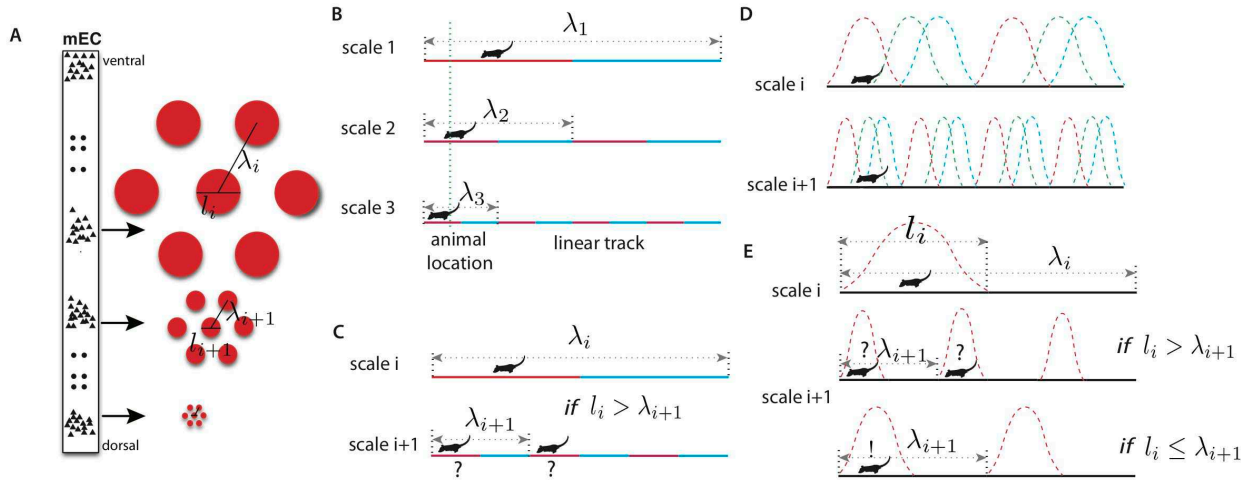 A
mEC
ventral
λᵢ
lᵢ
λᵢ₊₁
lᵢ₊₁
dorsal
B
scale 1
λ₁
scale 2
λ₂
scale 3
λ₃
animal
location
linear track
C
scale i
λᵢ
if lᵢ > λᵢ₊₁
scale i+1
λᵢ₊₁
? ?
D
scale i
scale i+1
E
lᵢ
λᵢ
scale i
? λᵢ₊₁ ?
if lᵢ > λᵢ₊₁
scale i+1
! λᵢ₊₁
if lᵢ ≤ λᵢ₊₁